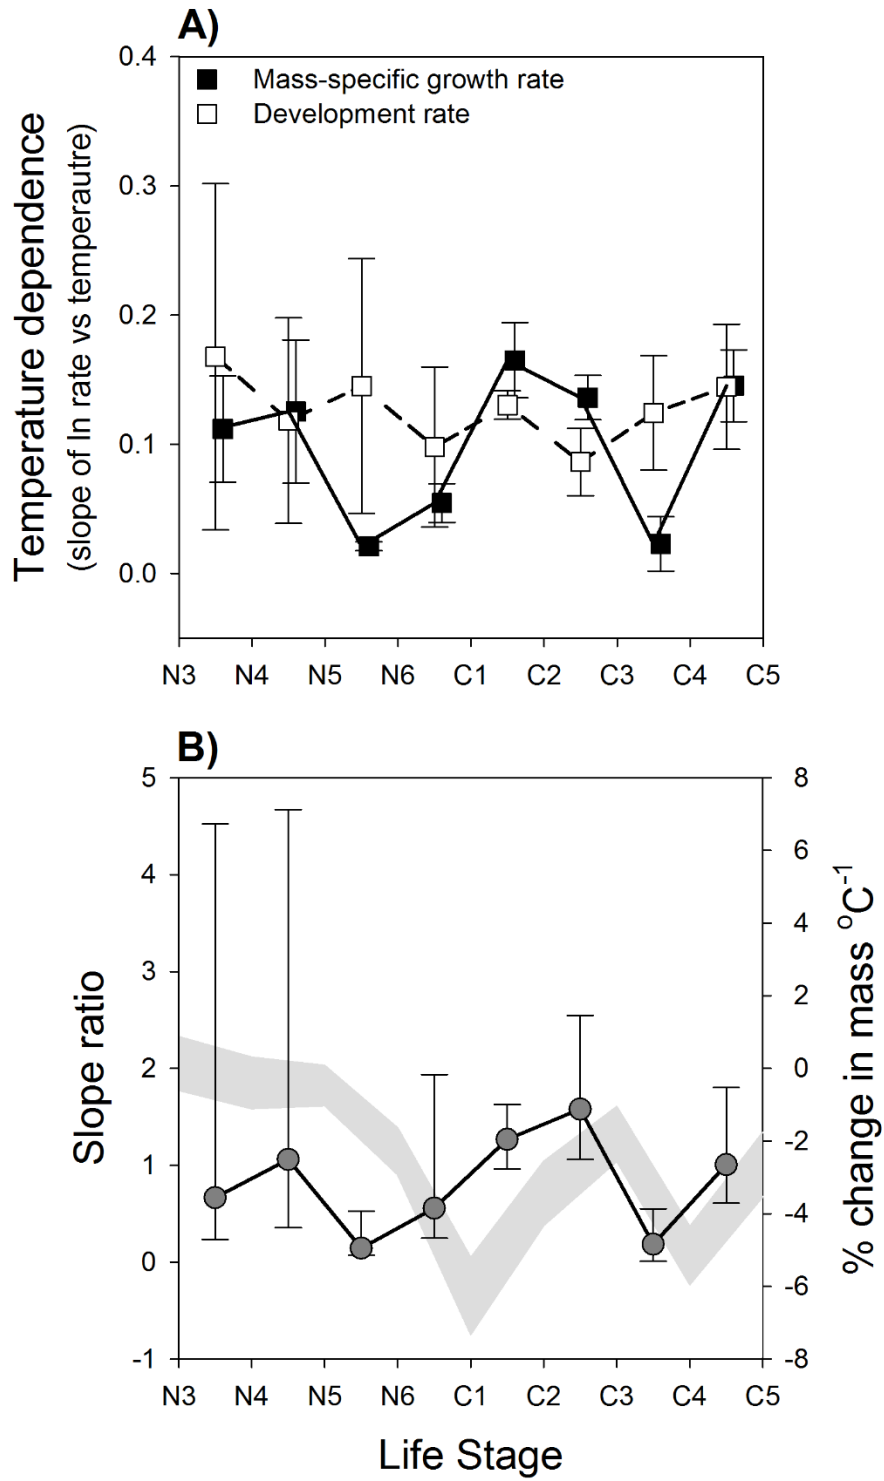 A)
Mass-specific growth rate
Development rate
Temperature dependence
(slope of ln rate vs temperautre)
0.4
0.3
0.2
0.1
0.0
N3 N4 N5 N6 C1 C2 C3 C4 C5
B)
Slope ratio
5
4
3
2
1
0
-1
8
6
4
2
0
-2
-4
-6
-8
% change in mass ºC-1
N3 N4 N5 N6 C1 C2 C3 C4 C5
Life Stage